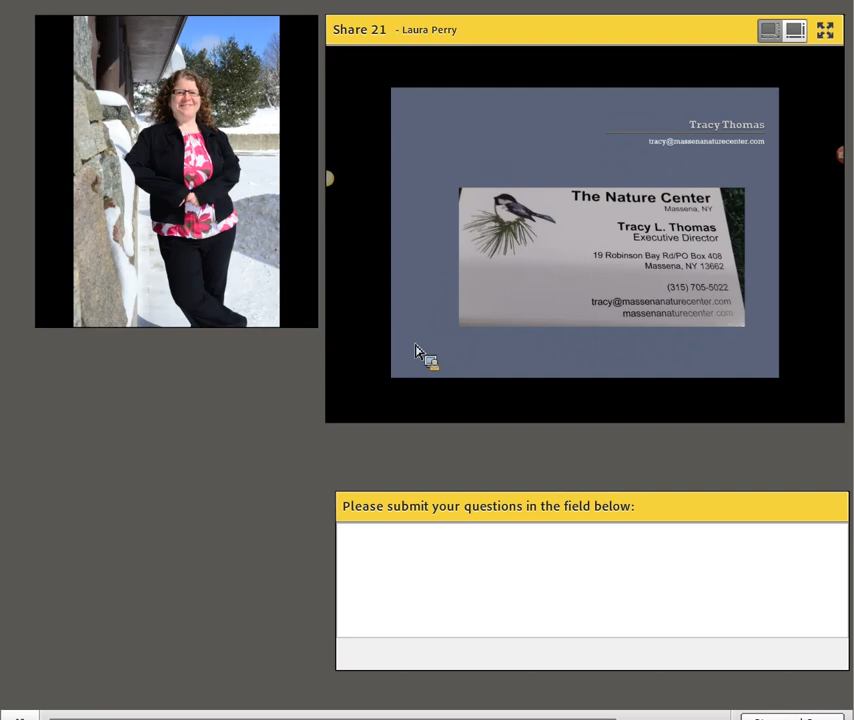 Share 21 - Laura Perry
Tracy Thomas
tracy@massenanaturecenter.com
The Nature Center
Massena, NY
Tracy L. Thomas
Executive Director
19 Robinson Bay Rd/PO Box 408
Massena, NY 13662
(315) 705-5022
tracy@massenanaturecenter.com
massenanaturecenter.com
Please submit your questions in the field below: